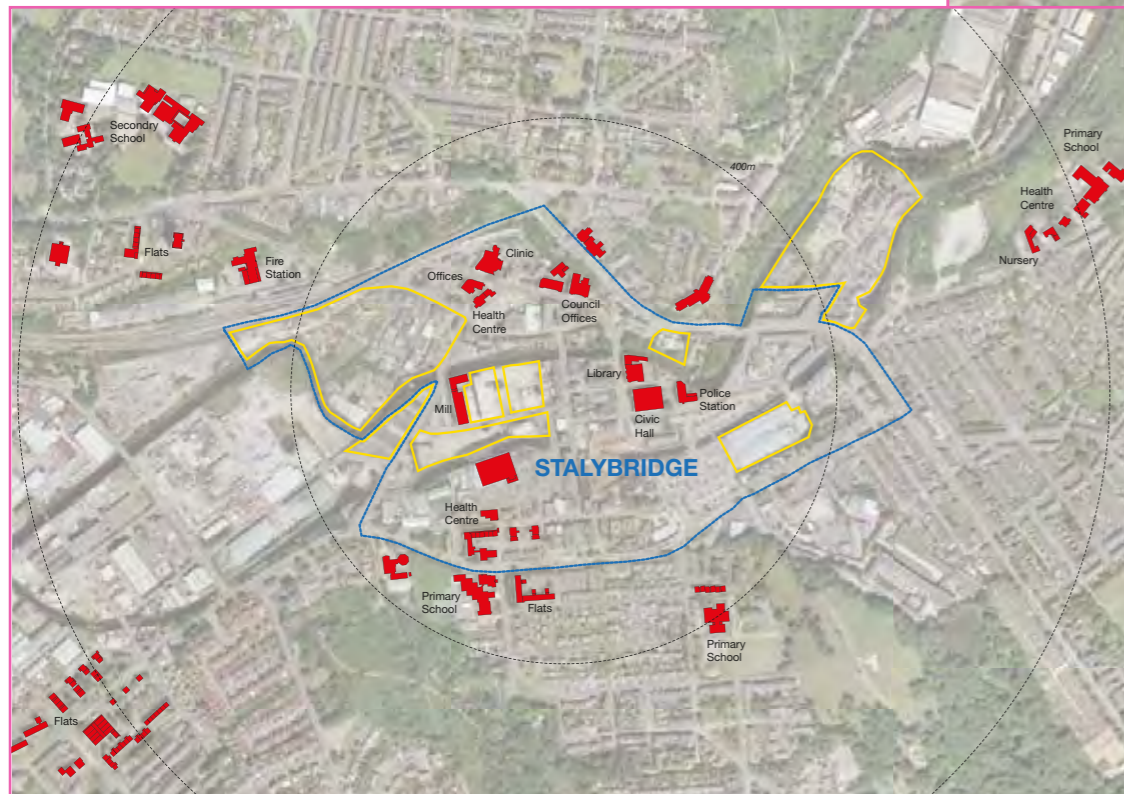 Secondry
School
Primary
School
400m
Health
Centre
Nursery
Flats
Fire
Station
Clinic
Offices
Health
Centre
Council
Offices
Library
Police
Station
Civic
Hall
Mill
STALYBRIDGE
Health
Centre
Primary
School
Flats
Primary
School
Flats